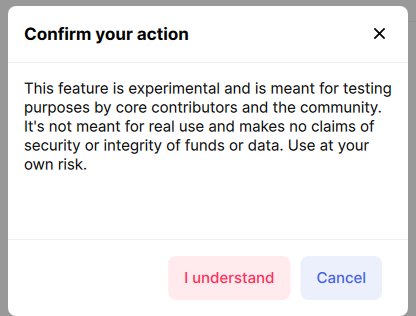 Confirm your action
This feature is experimental and is meant for testing
purposes by core contributors and the community.
It's not meant for real use and makes no claims of
security or integrity of funds or data. Use at your
own risk.
I understand
Cancel